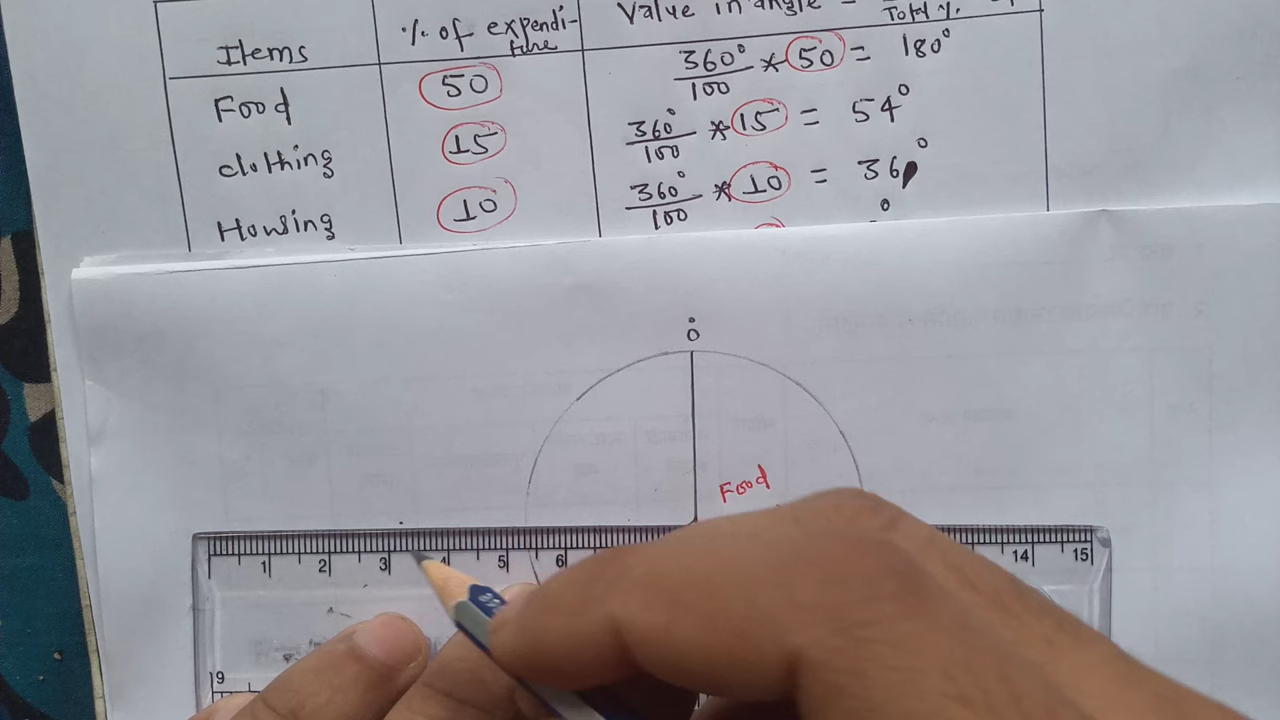 Items
% of expendi-
ture
Value in angle =
Total %.
Food
50
360°/100 * 50 = 180°
clothing
15
360°/100 * 15 = 54°
Housing
10
360°/100 * 10 = 36°
0°
Food
1 2 3 4 5 6 14 15
9